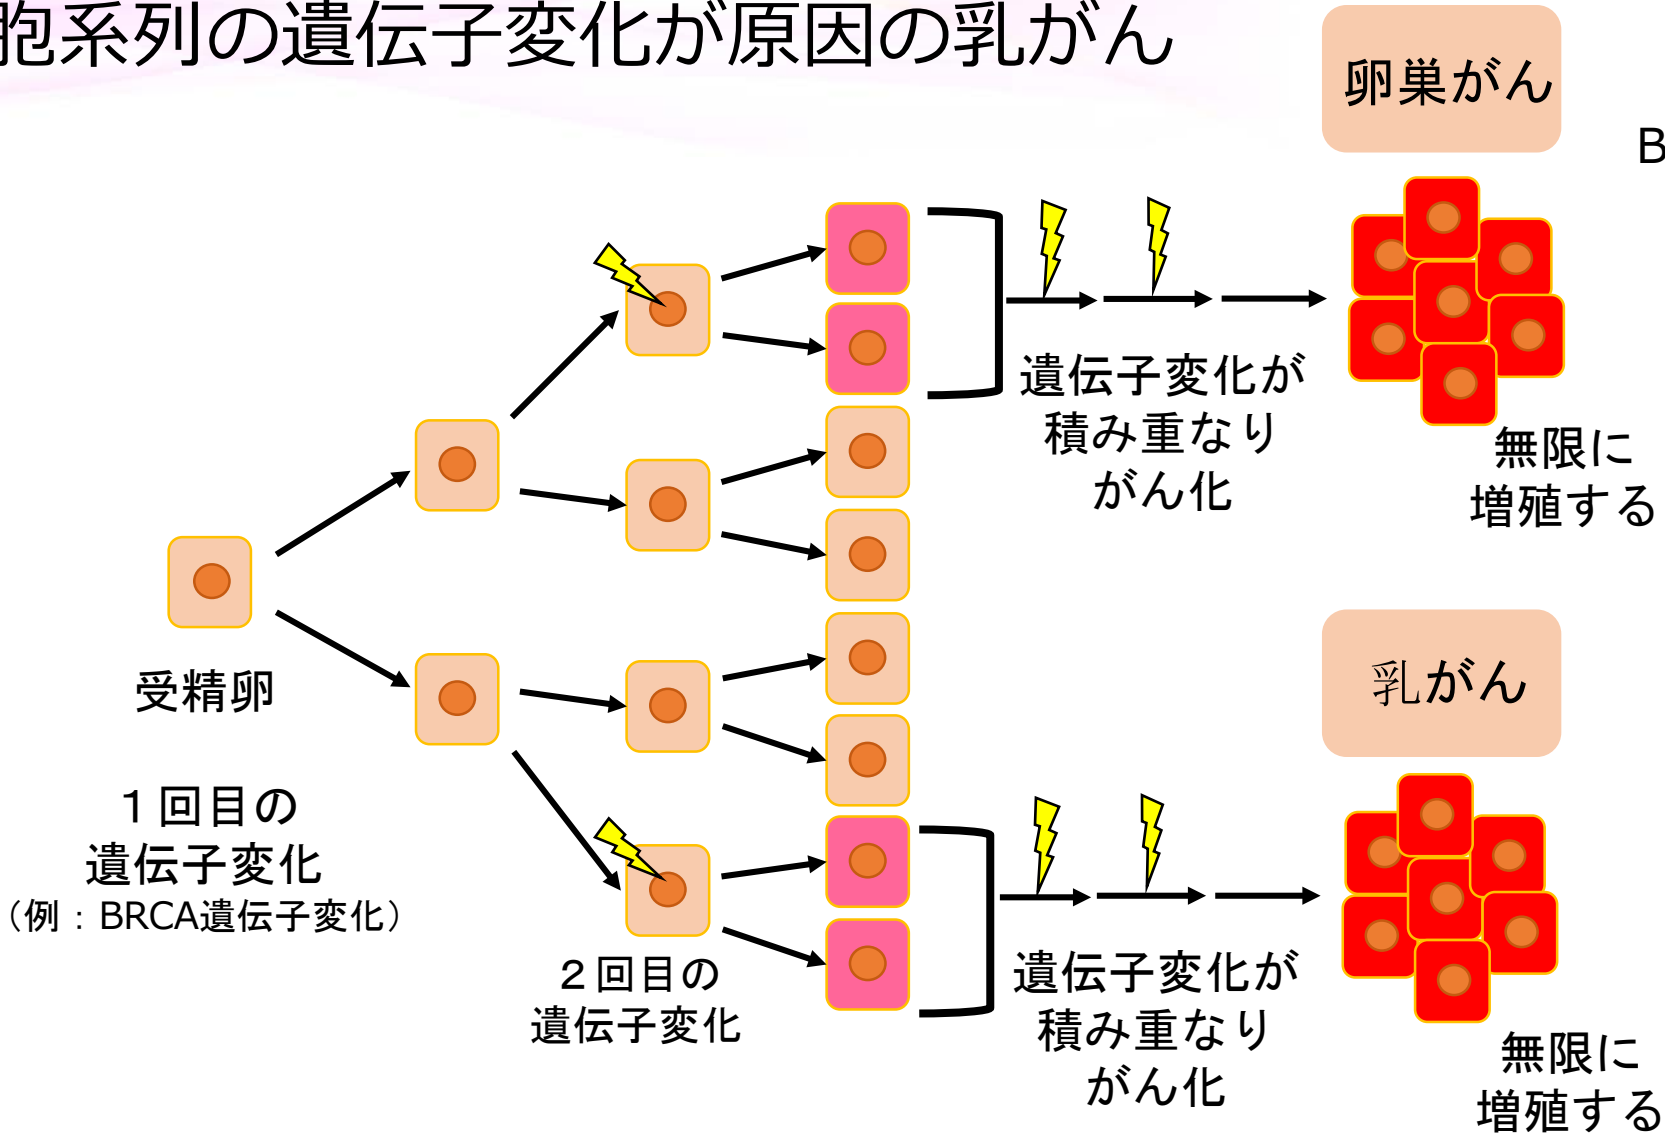 胞系列の遺伝子変化が原因の乳がん
卵巣がん
B
遺伝子変化が
積み重なり
がん化
無限に
増殖する
受精卵
１回目の
遺伝子変化
（例：BRCA遺伝子変化）
２回目の
遺伝子変化
乳がん
遺伝子変化が
積み重なり
がん化
無限に
増殖する